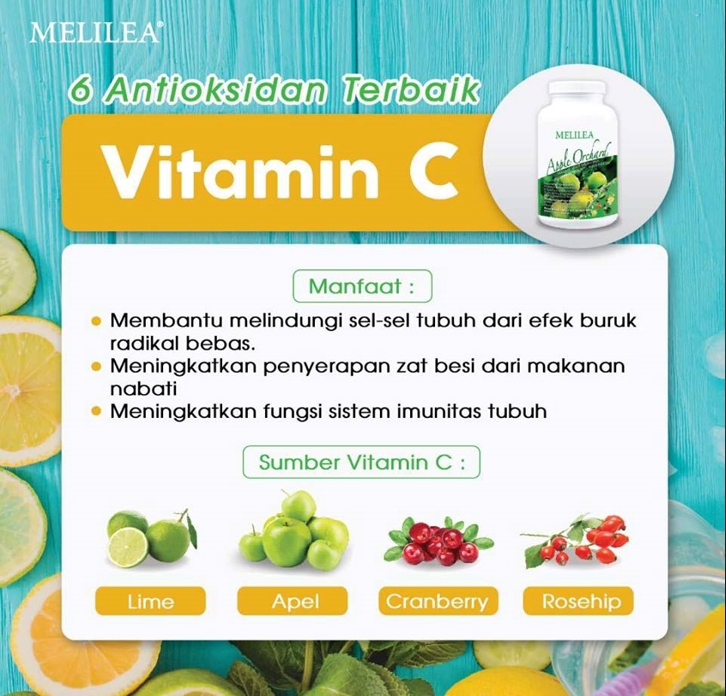 MELILEA®
6 Antioksidan Terbaik
Vitamin C
MELILEA
Apple Orchard
Manfaat :
• Membantu melindungi sel-sel tubuh dari efek buruk
radikal bebas.
• Meningkatkan penyerapan zat besi dari makanan
nabati
• Meningkatkan fungsi sistem imunitas tubuh
Sumber Vitamin C :
Lime
Apel
Cranberry
Rosehip